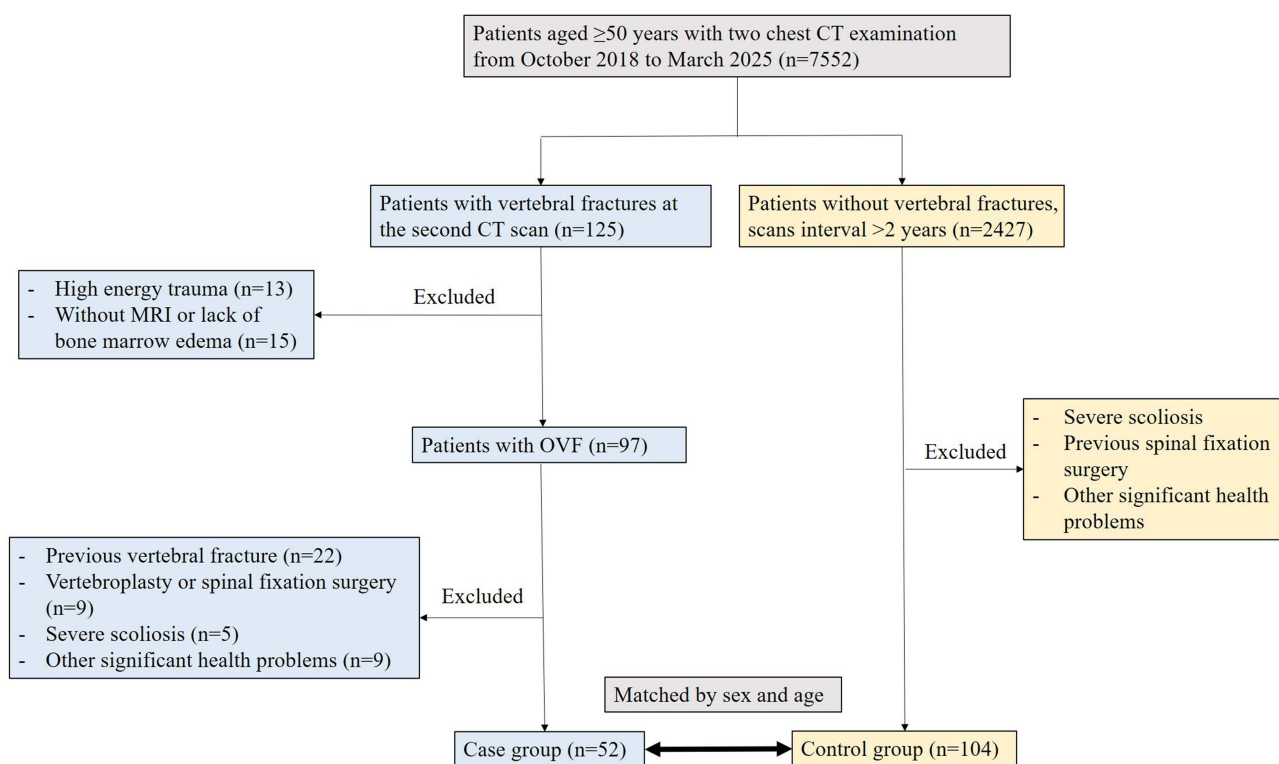 Patients aged ≥50 years with two chest CT examination
from October 2018 to March 2025 (n=7552)
Patients with vertebral fractures at
the second CT scan (n=125)
Patients without vertebral fractures,
scans interval >2 years (n=2427)
- High energy trauma (n=13)
- Without MRI or lack of
bone marrow edema (n=15)
Excluded
Patients with OVF (n=97)
Excluded
- Severe scoliosis
- Previous spinal fixation
surgery
- Other significant health
problems
- Previous vertebral fracture (n=22)
- Vertebroplasty or spinal fixation surgery
(n=9)
- Severe scoliosis (n=5)
- Other significant health problems (n=9)
Excluded
Matched by sex and age
Case group (n=52)
Control group (n=104)